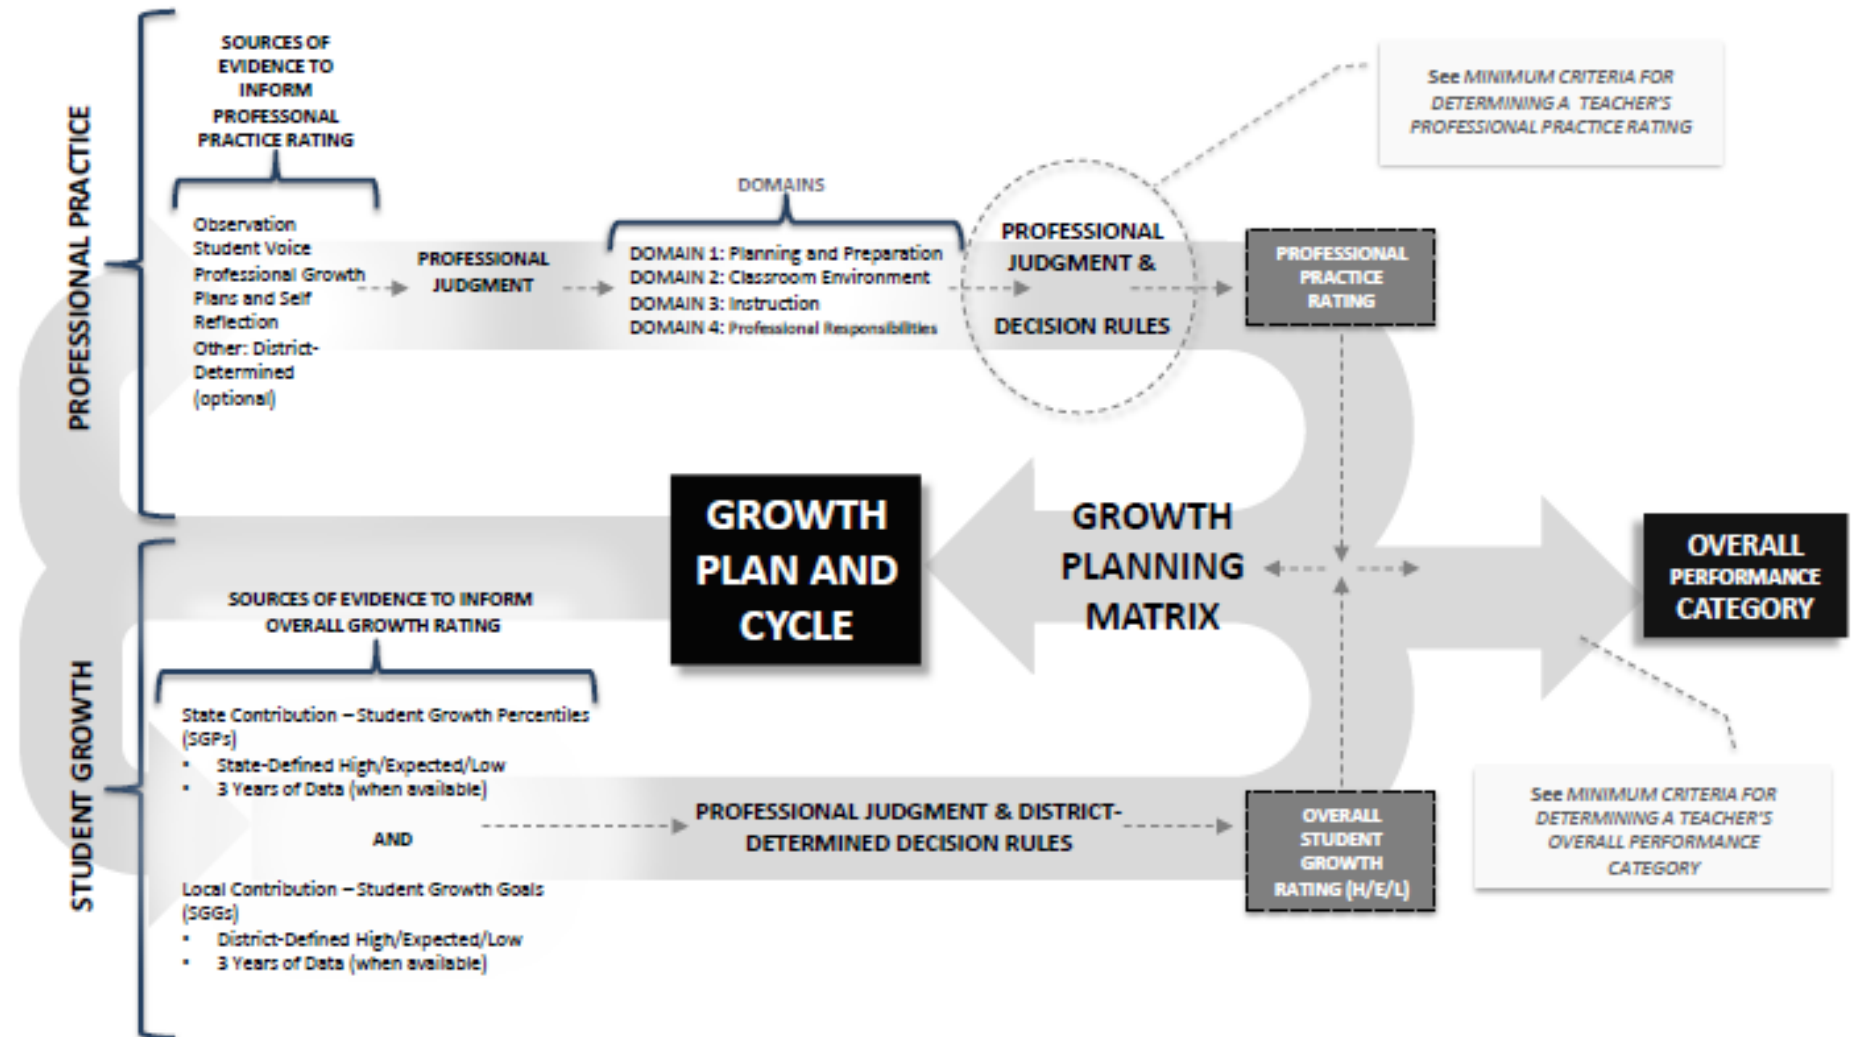 PROFESSIONAL PRACTICE
SOURCES OF
EVIDENCE TO
INFORM
PROFESSIONAL
PRACTICE RATING
Observation
Student Voice
Professional Growth
Plans and Self
Reflection
Other: District-
Determined
(optional)
PROFESSIONAL
JUDGMENT
DOMAINS
DOMAIN 1: Planning and Preparation
DOMAIN 2: Classroom Environment
DOMAIN 3: Instruction
DOMAIN 4: Professional Responsibilities
PROFESSIONAL
JUDGMENT &
DECISION RULES
See MINIMUM CRITERIA FOR
DETERMINING A TEACHER'S
PROFESSIONAL PRACTICE RATING
PROFESSIONAL
PRACTICE
RATING
GROWTH
PLAN AND
CYCLE
GROWTH
PLANNING
MATRIX
OVERALL
PERFORMANCE
CATEGORY
STUDENT GROWTH
SOURCES OF EVIDENCE TO INFORM
OVERALL GROWTH RATING
State Contribution – Student Growth Percentiles
(SGPs)
▪ State-Defined High/Expected/Low
▪ 3 Years of Data (when available)
AND
Local Contribution – Student Growth Goals
(SGGs)
▪ District-Defined High/Expected/Low
▪ 3 Years of Data (when available)
PROFESSIONAL JUDGMENT & DISTRICT-
DETERMINED DECISION RULES
OVERALL
STUDENT
GROWTH
RATING (H/E/L)
See MINIMUM CRITERIA FOR
DETERMINING A TEACHER'S
OVERALL PERFORMANCE
CATEGORY